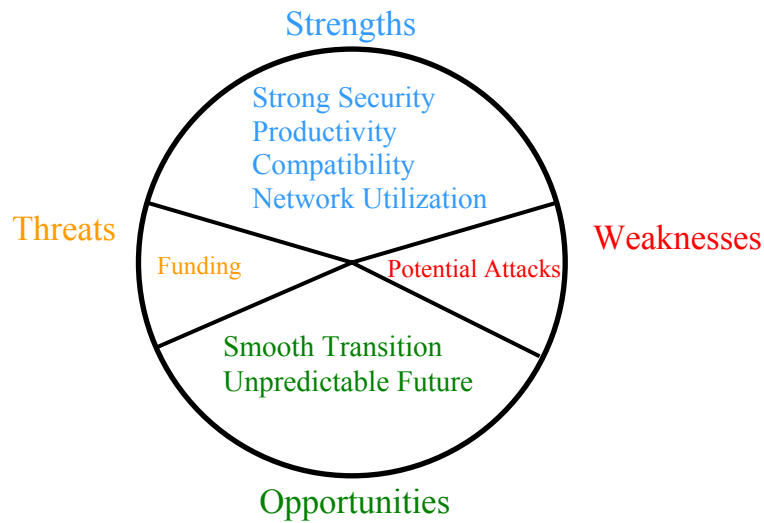 Strengths
Strong Security
Productivity
Compatibility
Network Utilization
Threats
Weaknesses
Funding
Potential Attacks
Smooth Transition
Unpredictable Future
Opportunities